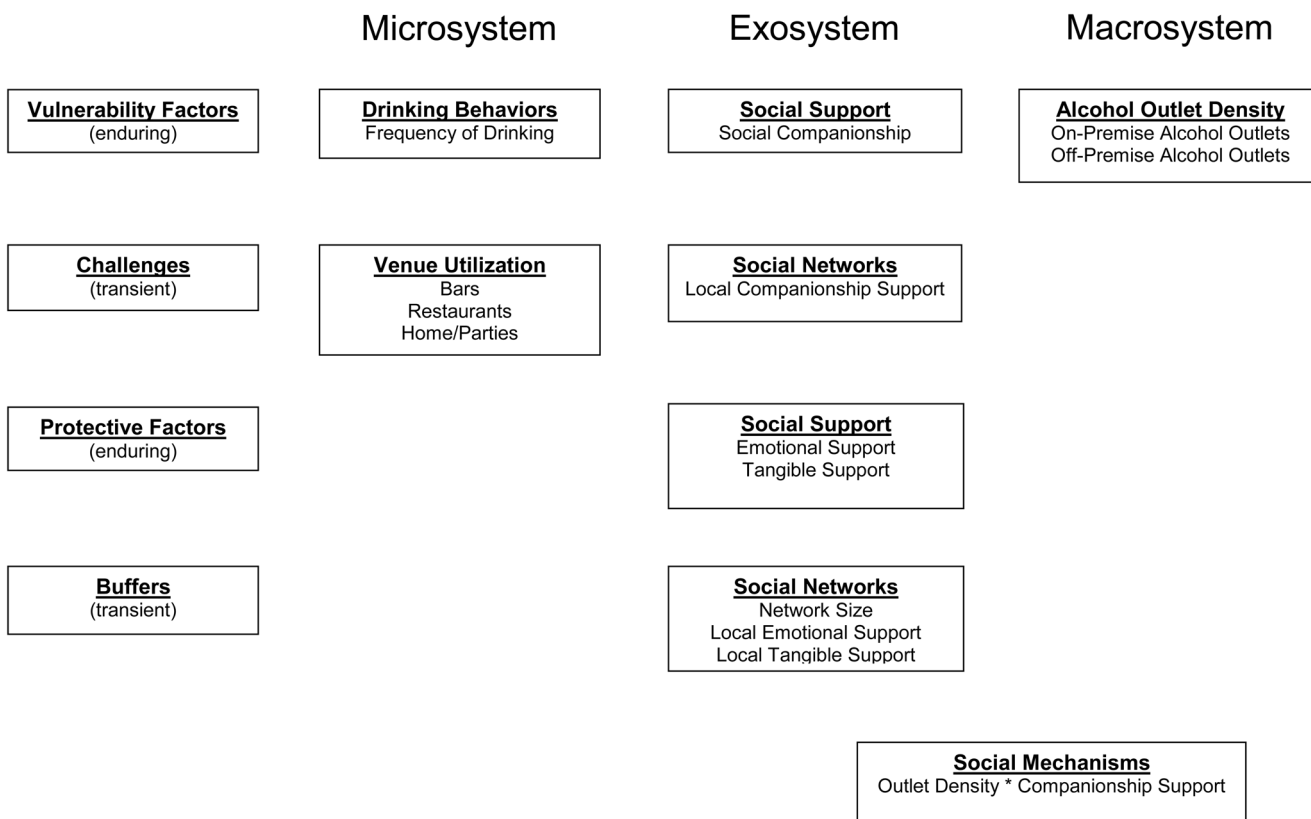 Microsystem
Exosystem
Macrosystem
Vulnerability Factors
(enduring)
Drinking Behaviors
Frequency of Drinking
Social Support
Social Companionship
Alcohol Outlet Density
On-Premise Alcohol Outlets
Off-Premise Alcohol Outlets
Challenges
(transient)
Venue Utilization
Bars
Restaurants
Home/Parties
Social Networks
Local Companionship Support
Protective Factors
(enduring)
Social Support
Emotional Support
Tangible Support
Buffers
(transient)
Social Networks
Network Size
Local Emotional Support
Local Tangible Support
Social Mechanisms
Outlet Density * Companionship Support